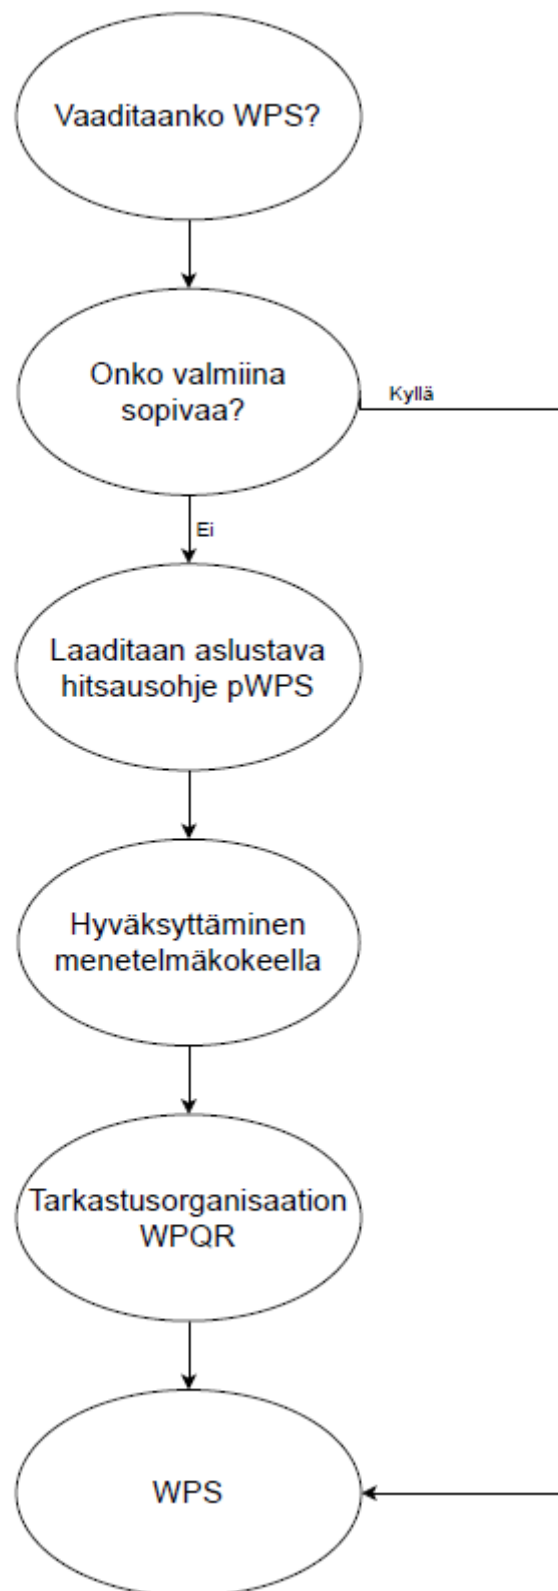 Vaaditaanko WPS?
Onko valmiina
sopivaa?
Kyllä
Ei
Laaditaan aslustava
hitsausohje pWPS
Hyväksyttäminen
menetelmäkokeella
Tarkastusorganisaation
WPQR
WPS